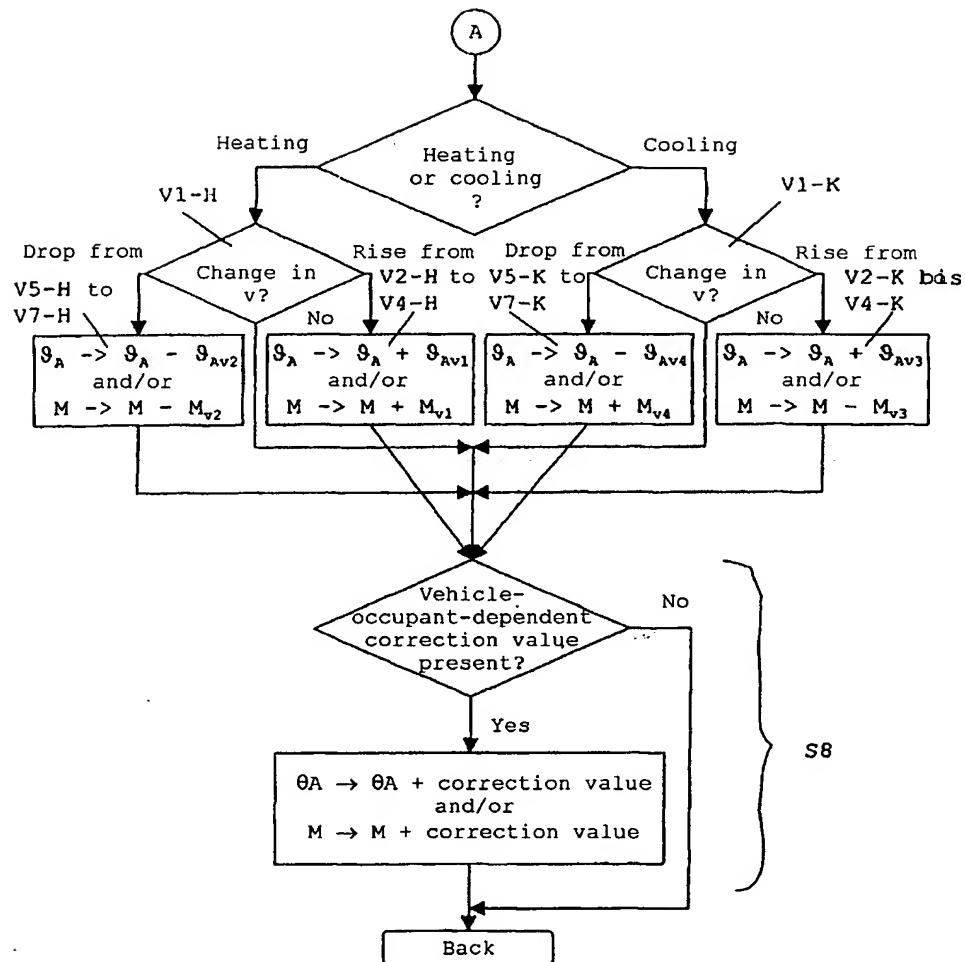 A
Heating
Heating
or cooling
?
Cooling
V1-H
V1-K
Drop from
V5-H to
V7-H
Change in
v?
Rise from
V2-H to
V4-H
No
Drop from
V5-K to
V7-K
Change in
v?
Rise from
V2-K bis
V4-K
No
ϑA -> ϑA - ϑAv2
and/or
M -> M - Mv2
ϑA -> ϑA + ϑAv1
and/or
M -> M + Mv1
ϑA -> ϑA - ϑAv4
and/or
M -> M + Mv4
ϑA -> ϑA + ϑAv3
and/or
M -> M - Mv3
Vehicle-
occupant-dependent
correction value
present?
No
Yes
θA → θA + correction value
and/or
M → M + correction value
S8
Back